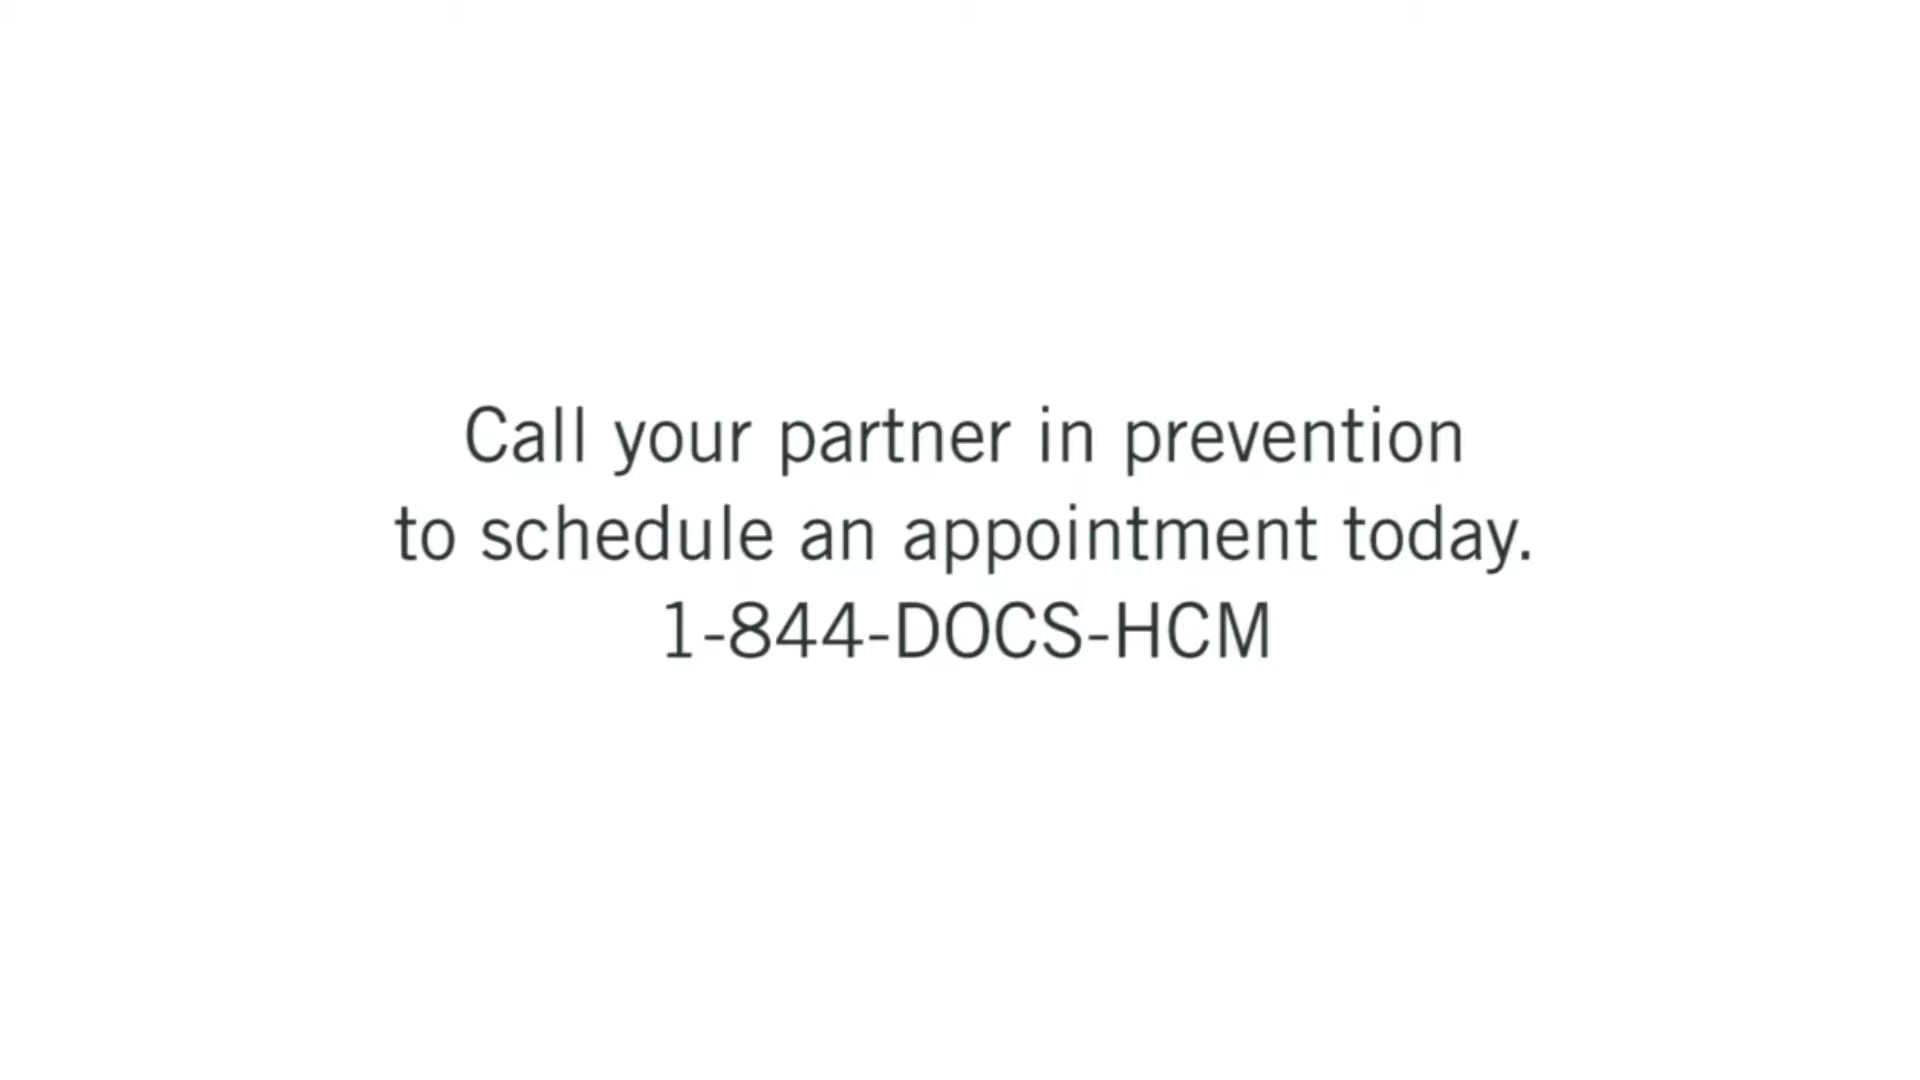 Call your partner in prevention
to schedule an appointment today.
1-844-DOCS-HCM